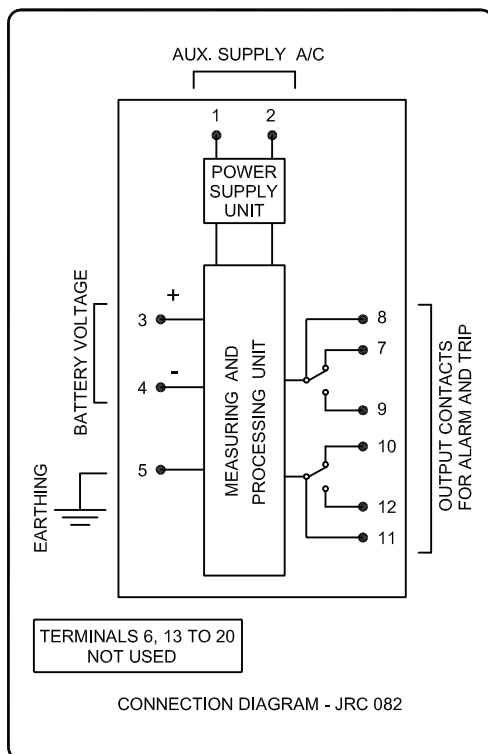 AUX. SUPPLY A/C
1 2
POWER
SUPPLY
UNIT
BATTERY VOLTAGE
+
3
-
4
EARTHING
5
MEASURING AND
PROCESSING UNIT
8
7
9
10
12
11
OUTPUT CONTACTS
FOR ALARM AND TRIP
TERMINALS 6, 13 TO 20
NOT USED
CONNECTION DIAGRAM - JRC 082